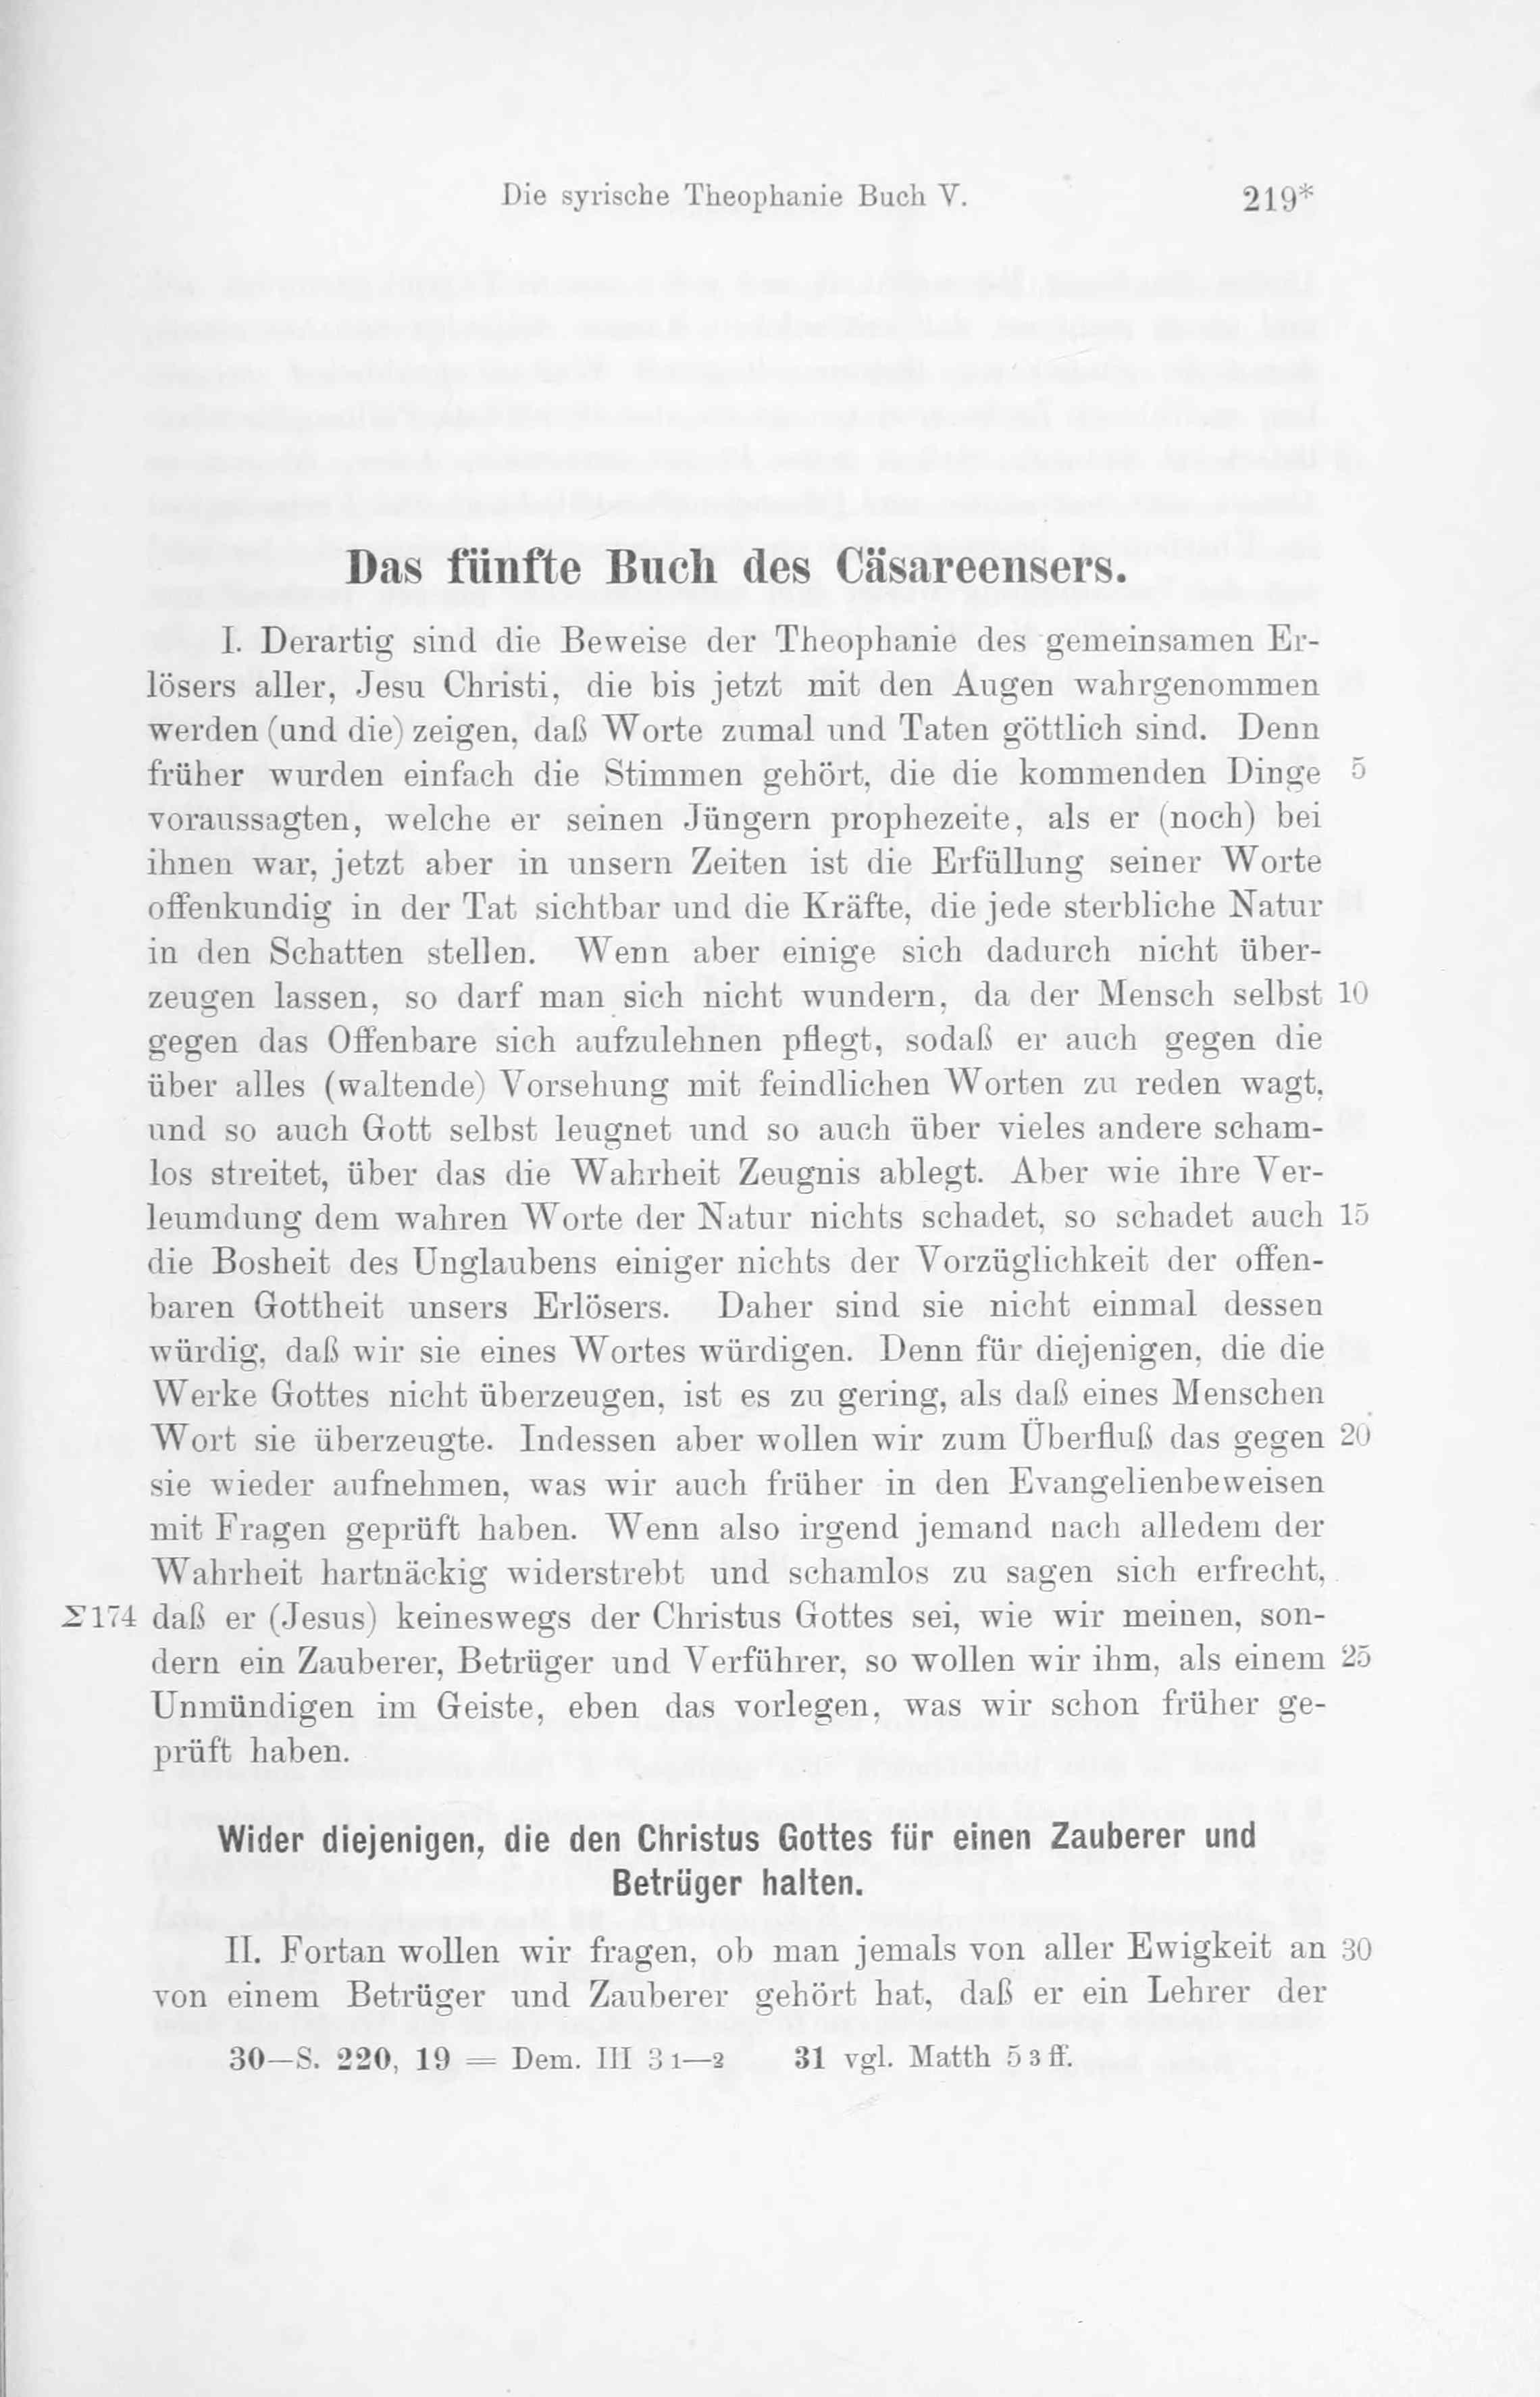 Die syrische Theophanie Buch V. 219*
Das fünfte Buch des Cäsareensers.
I. Derartig sind die Beweise der Theophanie des gemeinsamen Er-
lösers aller, Jesu Christi, die bis jetzt mit den Augen wahrgenommen
werden (und die) zeigen, daß Worte zumal und Taten göttlich sind. Denn
früher wurden einfach die Stimmen gehört, die die kommenden Dinge 5
voraussagten, welche er seinen Jüngern prophezeite, als er (noch) bei
ihnen war, jetzt aber in unsern Zeiten ist die Erfüllung seiner Worte
offenkundig in der Tat sichtbar und die Kräfte, die jede sterbliche Natur
in den Schatten stellen. Wenn aber einige sich dadurch nicht über-
zeugen lassen, so darf man sich nicht wundern, da der Mensch selbst 10
gegen das Offenbare sich aufzulehnen pflegt, sodaß er auch gegen die
über alles (waltende) Vorsehung mit feindlichen Worten zu reden wagt,
und so auch Gott selbst leugnet und so auch über vieles andere scham-
los streitet, über das die Wahrheit Zeugnis ablegt. Aber wie ihre Ver-
leumdung dem wahren Worte der Natur nichts schadet, so schadet auch 15
die Bosheit des Unglaubens einiger nichts der Vorzüglichkeit der offen-
baren Gottheit unsers Erlösers. Daher sind sie nicht einmal dessen
würdig, daß wir sie eines Wortes würdigen. Denn für diejenigen, die die
Werke Gottes nicht überzeugen, ist es zu gering, als daß eines Menschen
Wort sie überzeugte. Indessen aber wollen wir zum Überfluß das gegen 20
sie wieder aufnehmen, was wir auch früher in den Evangelienbeweisen
mit Fragen geprüft haben. Wenn also irgend jemand nach alledem der
Wahrheit hartnäckig widerstrebt und schamlos zu sagen sich erfrecht,
Σ174 daß er (Jesus) keineswegs der Christus Gottes sei, wie wir meinen, son-
dern ein Zauberer, Betrüger und Verführer, so wollen wir ihm, als einem 25
Unmündigen im Geiste, eben das vorlegen, was wir schon früher ge-
prüft haben.
Wider diejenigen, die den Christus Gottes für einen Zauberer und
Betrüger halten.
II. Fortan wollen wir fragen, ob man jemals von aller Ewigkeit an 30
von einem Betrüger und Zauberer gehört hat, daß er ein Lehrer der
30—S. 220, 19 = Dem. III 3 1—2 31 vgl. Matth 5 3 ff.